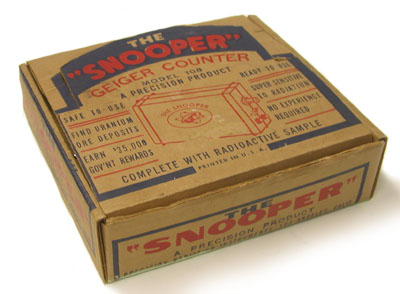 THE
"SNOOPER"
GEIGER COUNTER
MODEL 108
A PRECISION PRODUCT
SAFE TO USE
FIND URANIUM
ORE DEPOSITS
EARN $35,000
GOV'NT REWARDS
READY TO USE
SUPER-SENSITIVE
TO RADIATION
NO EXPERIENCE
REQUIRED
THE SNOOPER
COMPLETE WITH RADIOACTIVE SAMPLE
PRINTED IN U.S.A.
THE
"SNOOPER"
A PRECISION PRODUCT